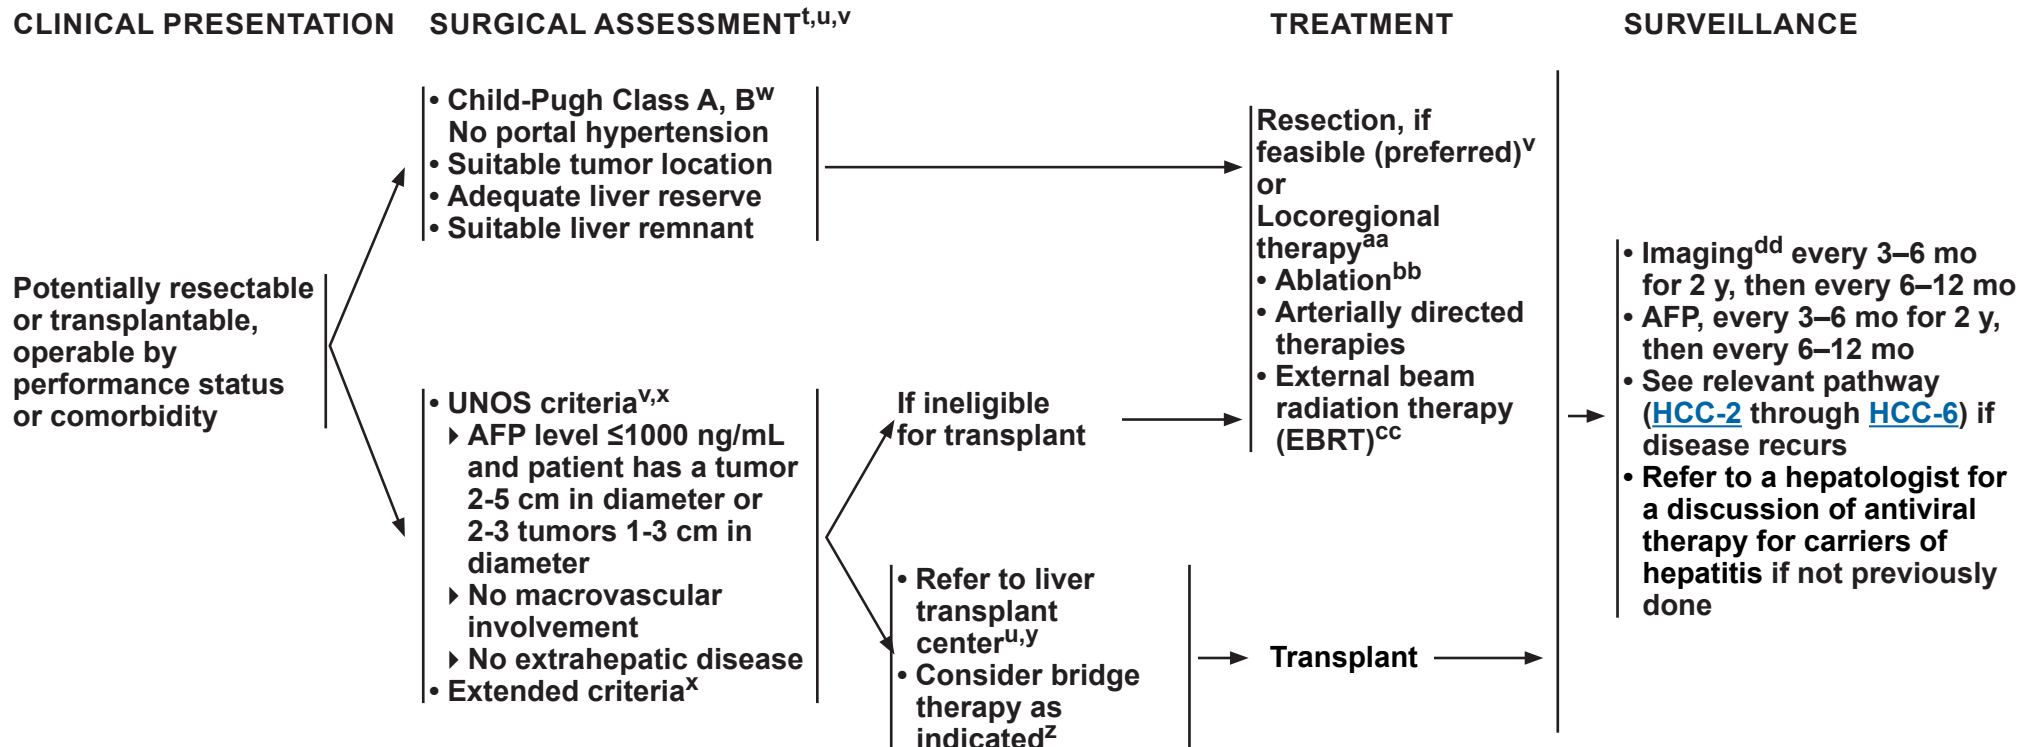 CLINICAL PRESENTATION
SURGICAL ASSESSMENTt,u,v
TREATMENT
SURVEILLANCE
Potentially resectable
or transplantable,
operable by
performance status
or comorbidity
• Child-Pugh Class A, Bw
No portal hypertension
• Suitable tumor location
• Adequate liver reserve
• Suitable liver remnant
• UNOS criteriav,x
▸ AFP level ≤1000 ng/mL
and patient has a tumor
2-5 cm in diameter or
2-3 tumors 1-3 cm in
diameter
▸ No macrovascular
involvement
▸ No extrahepatic disease
• Extended criteriax
If ineligible
for transplant
• Refer to liver
transplant
centeru,y
• Consider bridge
therapy as
indicatedz
Resection, if
feasible (preferred)v
or
Locoregional
therapyaa
• Ablationbb
• Arterially directed
therapies
• External beam
radiation therapy
(EBRT)cc
Transplant
• Imagingdd every 3–6 mo
for 2 y, then every 6–12 mo
• AFP, every 3–6 mo for 2 y,
then every 6–12 mo
• See relevant pathway
(HCC-2 through HCC-6) if
disease recurs
• Refer to a hepatologist for
a discussion of antiviral
therapy for carriers of
hepatitis if not previously
done